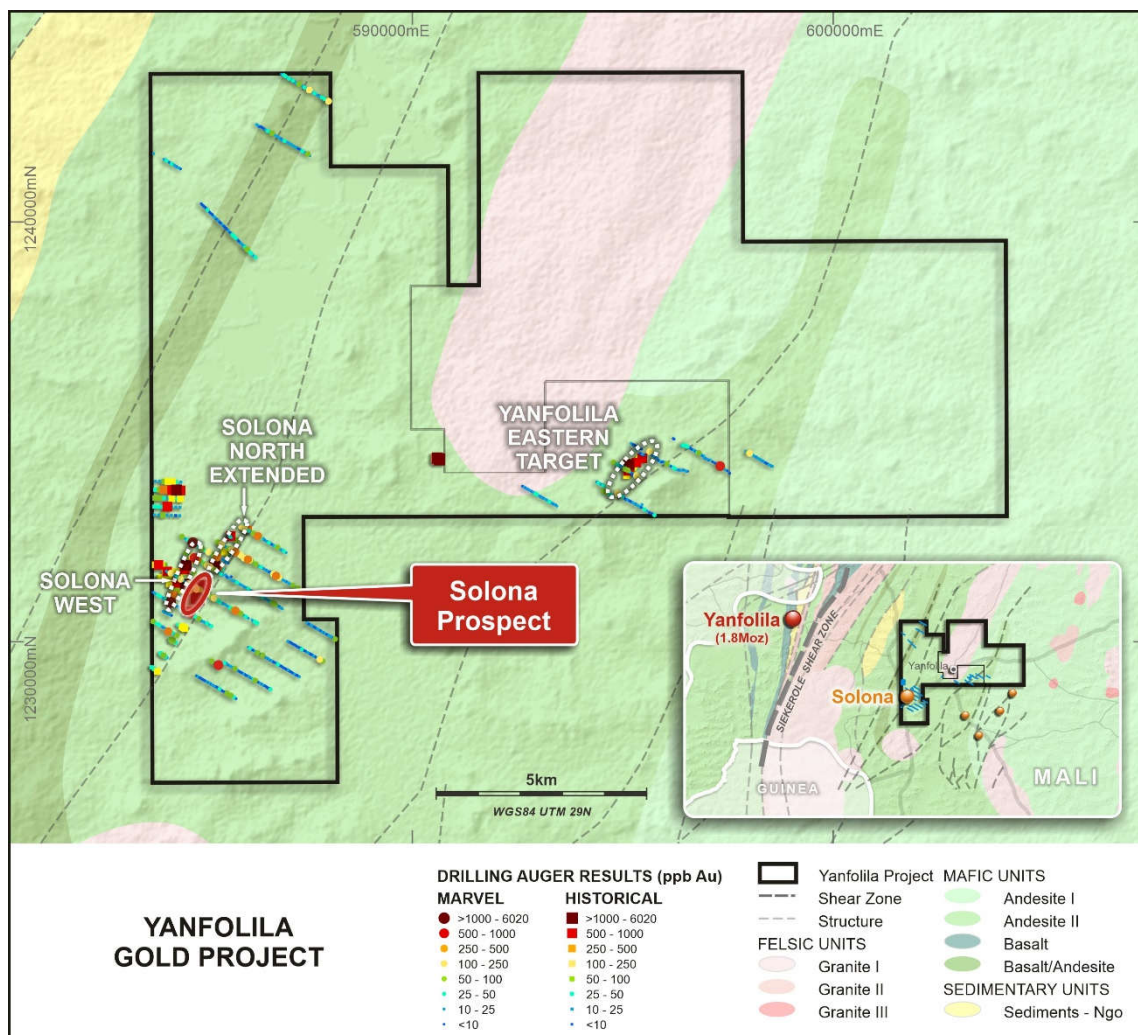 590000mE
600000mE
1240000mN
1230000mN
SOLONA
NORTH
EXTENDED
YANFOLILA
EASTERN
TARGET
SOLONA
WEST
Solona
Prospect
5km
WGS84 UTM 29N
Yanfolila
(1.8Moz)
SIEKEROLE SHEAR ZONE
Yanfolila
Solona
GUINEA
MALI
YANFOLILA
GOLD PROJECT
DRILLING AUGER RESULTS (ppb Au)
MARVEL
>1000 - 6020
500 - 1000
250 - 500
100 - 250
50 - 100
25 - 50
10 - 25
<10
HISTORICAL
>1000 - 6020
500 - 1000
250 - 500
100 - 250
50 - 100
25 - 50
10 - 25
<10
Yanfolila Project
Shear Zone
Structure
FELSIC UNITS
Granite I
Granite II
Granite III
MAFIC UNITS
Andesite I
Andesite II
Basalt
Basalt/Andesite
SEDIMENTARY UNITS
Sediments - Ngo